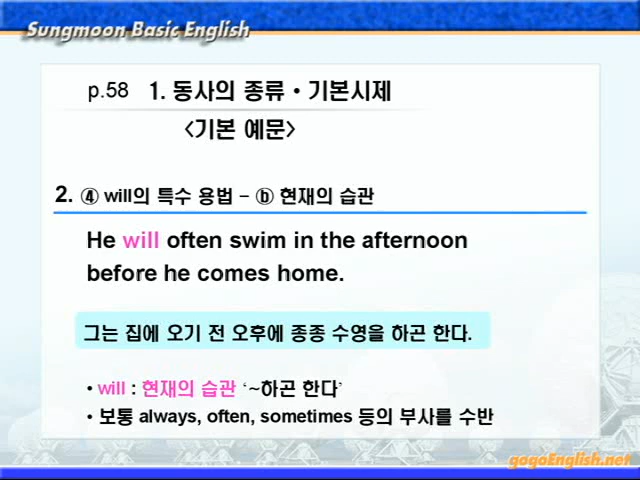 Sungmoon Basic English
p.58 1. 동사의 종류 • 기본시제
<기본 예문>
2. ④ will의 특수 용법 – ⓑ 현재의 습관
He will often swim in the afternoon
before he comes home.
그는 집에 오기 전 오후에 종종 수영을 하곤 한다.
• will : 현재의 습관 ‘~하곤 한다’
• 보통 always, often, sometimes 등의 부사를 수반
gogoEnglish.net